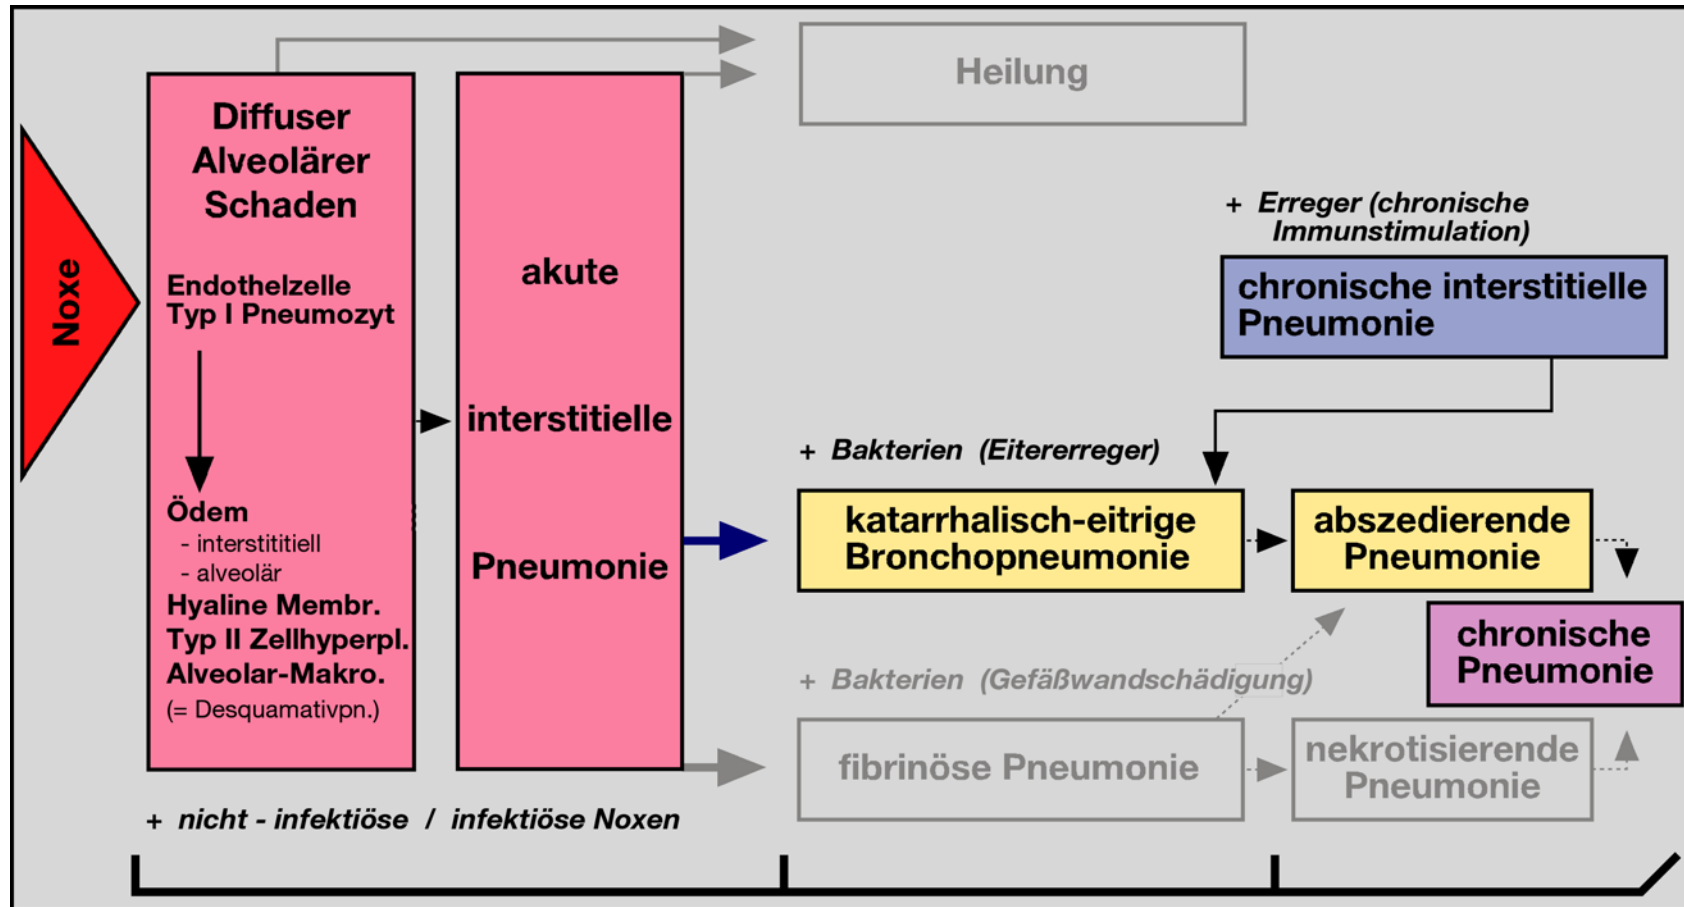 Noxe
Diffuser
Alveolärer
Schaden
Endothelzelle
Typ I Pneumozyt
Ödem
- interstititiell
- alveolär
Hyaline Membr.
Typ II Zellhyperpl.
Alveolar-Makro.
(= Desquamativpn.)
akute
interstitielle
Pneumonie
+ nicht - infektiöse / infektiöse Noxen
Heilung
+ Erreger (chronische
Immunstimulation)
chronische interstitielle
Pneumonie
+ Bakterien (Eitererreger)
katarrhalisch-eitrige
Bronchopneumonie
abszedierende
Pneumonie
chronische
Pneumonie
+ Bakterien (Gefäßwandschädigung)
fibrinöse Pneumonie
nekrotisierende
Pneumonie